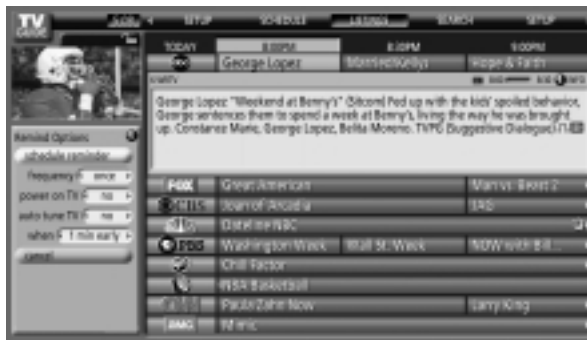 TV
GUIDE
SETUP SCHEDULE LISTINGS SEARCH SETUP
TODAY 8:00PM 8:30PM 9:00PM
abc George Lopez Married/Kellys Hope & Faith
George Lopez "Weekend at Benny's" (Sitcom) Fed up with the kids' spoiled behavior,
George sentences them to spend a week at Benny's, living the way he was brought
up. Constance Marie, George Lopez, Belita Moreno. TVPG (Suggestive Dialogue)
Remind Options
schedule reminder
frequency once
power on TV no
auto tune TV no
when 1 min early
cancel
FOX Great American Man vs. Beast 2
CBS Joan of Arcadia JAG
Dateline NBC
PBS Washington Week Wall St. Week NOW with Bill...
Chill Factor
NBA Basketball
Paula Zahn Now Larry King
Mimic